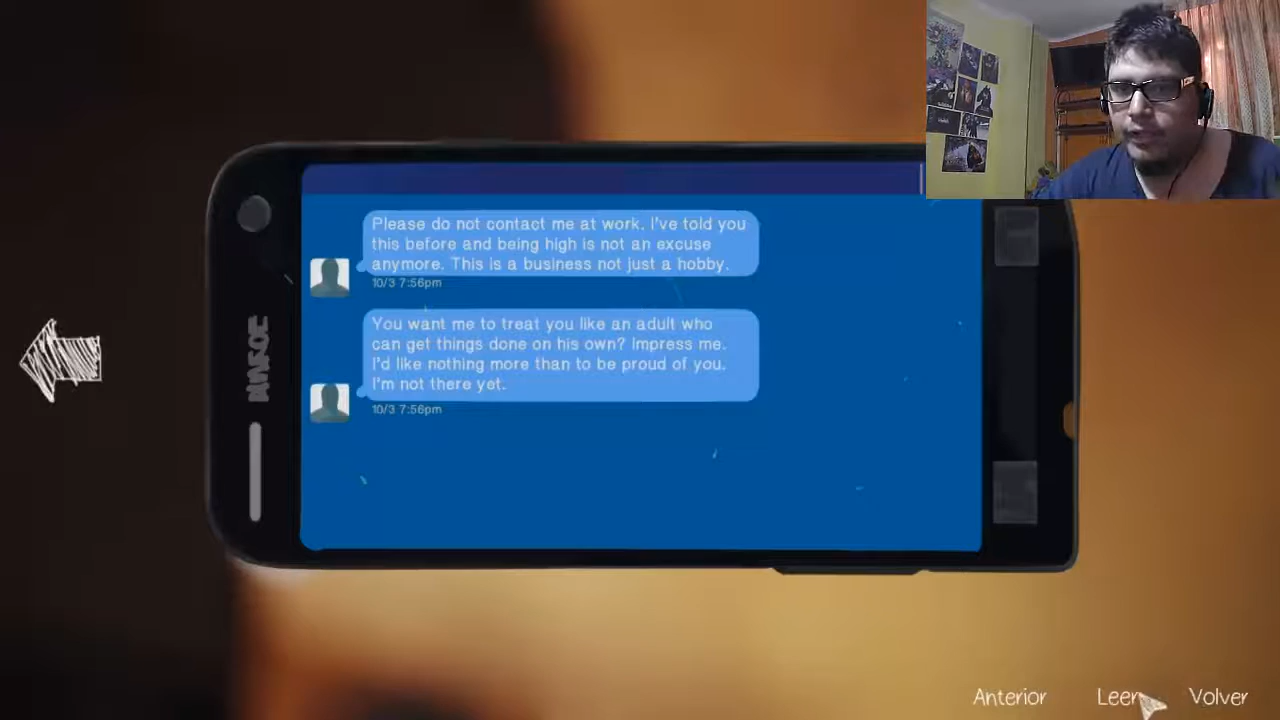 Please do not contact me at work. I've told you
this before and being high is not an excuse
anymore. This is a business not just a hobby.
10/3 7:56pm
You want me to treat you like an adult who
can get things done on his own? Impress me.
I'd like nothing more than to be proud of you.
I'm not there yet.
10/3 7:56pm
Anterior
Leer
Volver